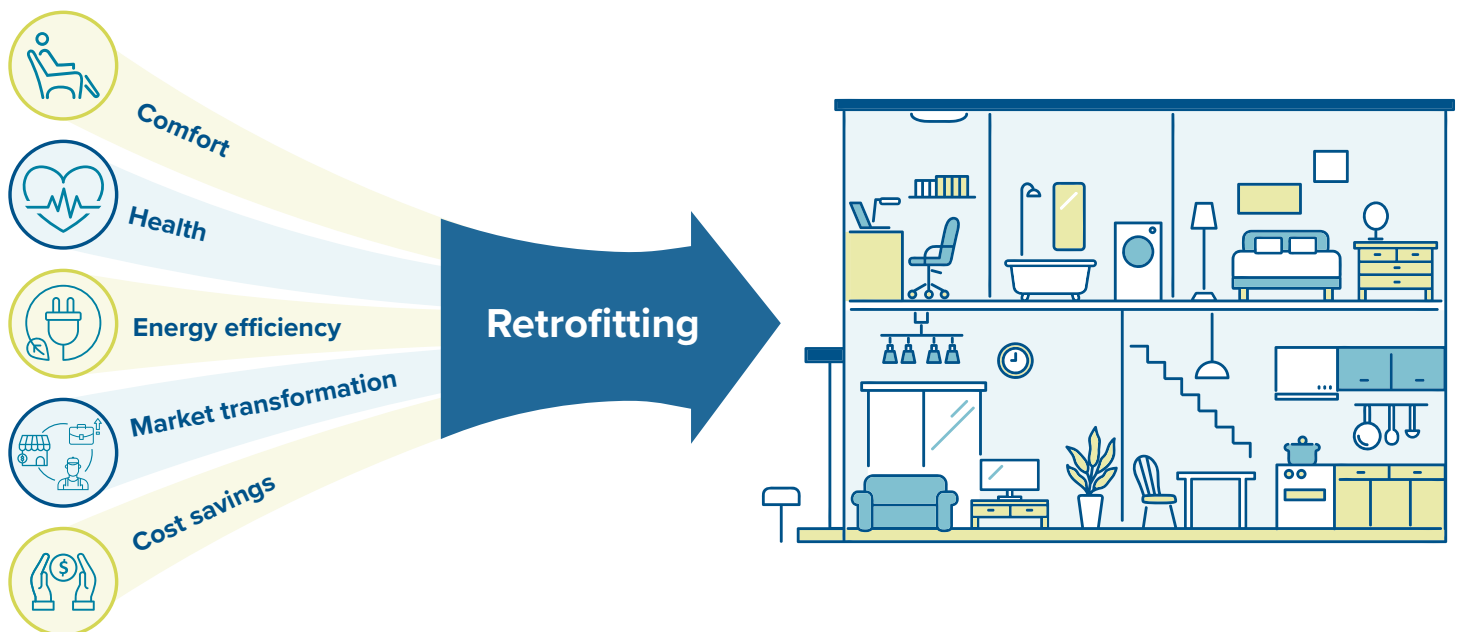 Comfort
Health
Energy efficiency
Market transformation
Cost savings
Retrofitting
$